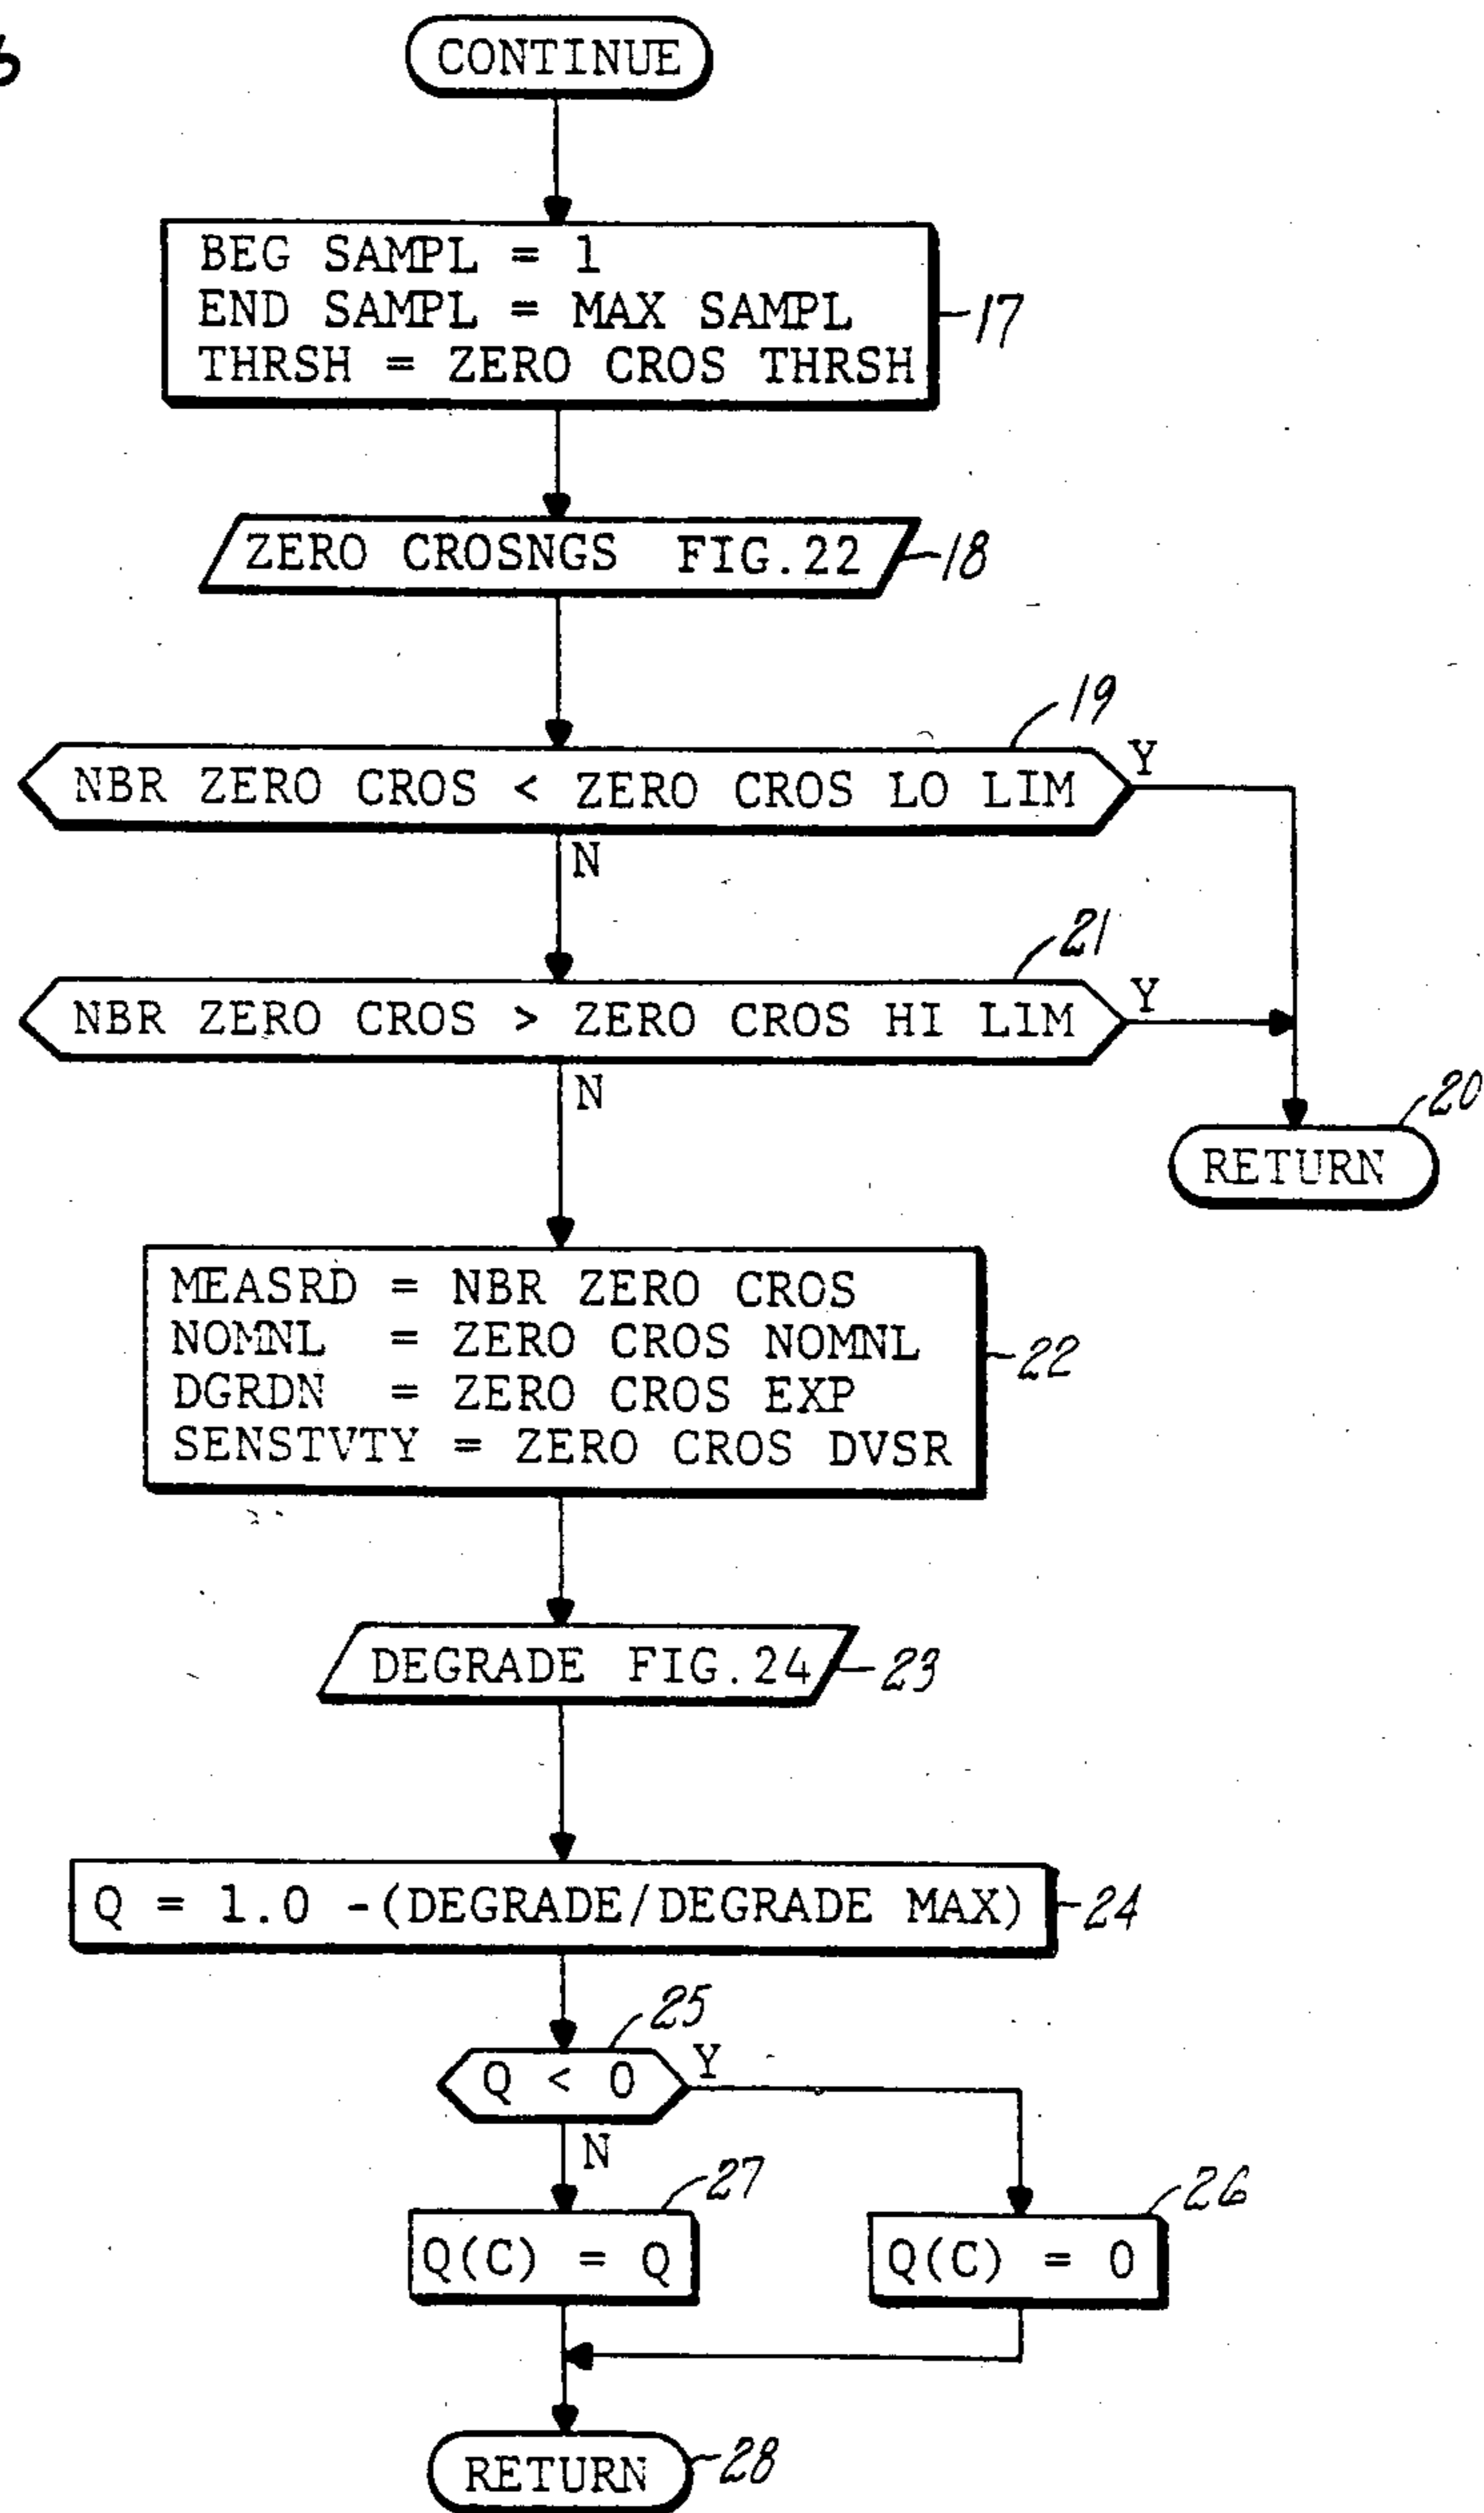 CONTINUE
BEG SAMPL = 1
END SAMPL = MAX SAMPL
THRSH = ZERO CROS THRSH
17
ZERO CROSNGS FIG.22
18
19
NBR ZERO CROS < ZERO CROS LO LIM
Y
N
21
NBR ZERO CROS > ZERO CROS HI LIM
Y
N
20
RETURN
MEASRD = NBR ZERO CROS
NOMNL = ZERO CROS NOMNL
DGRDN = ZERO CROS EXP
SENSTVTY = ZERO CROS DVSR
22
DEGRADE FIG.24
23
Q = 1.0 -(DEGRADE/DEGRADE MAX)
24
25
Q < 0
Y
N
27
Q(C) = Q
26
Q(C) = 0
RETURN
28